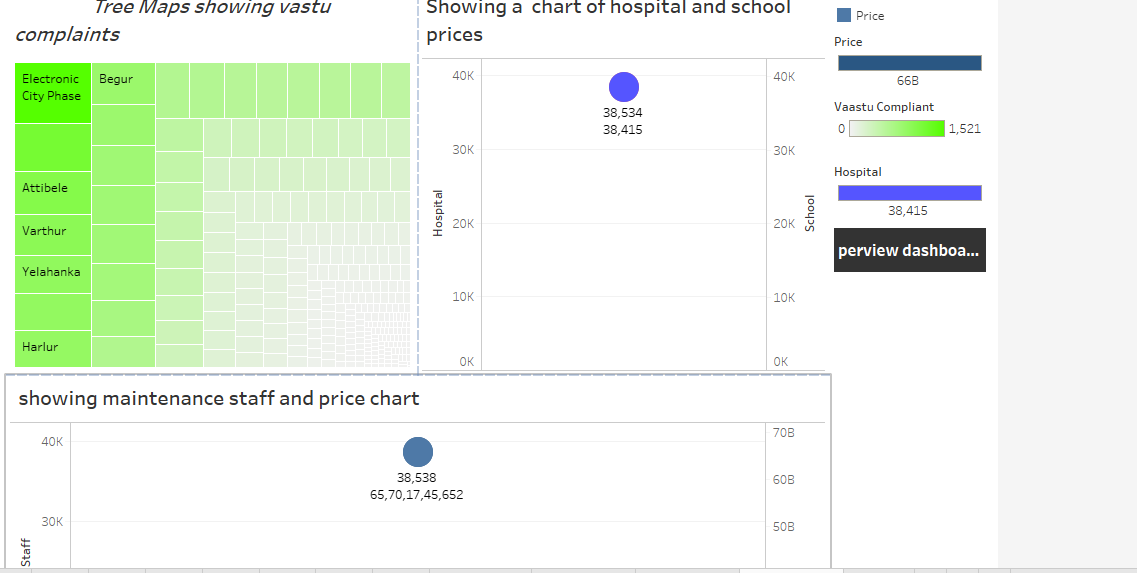 Tree Maps showing vastu
complaints
Electronic
City Phase
Begur
Attibele
Varthur
Yelahanka
Harlur
Showing a chart of hospital and school
prices
40K
30K
20K
10K
0K
Hospital
38,534
38,415
40K
30K
20K
10K
0K
School
Price
Price
66B
Vaastu Compliant
0 1,521
Hospital
38,415
perview dashboa...
showing maintenance staff and price chart
40K
30K
Staff
38,538
65,70,17,45,652
70B
60B
50B